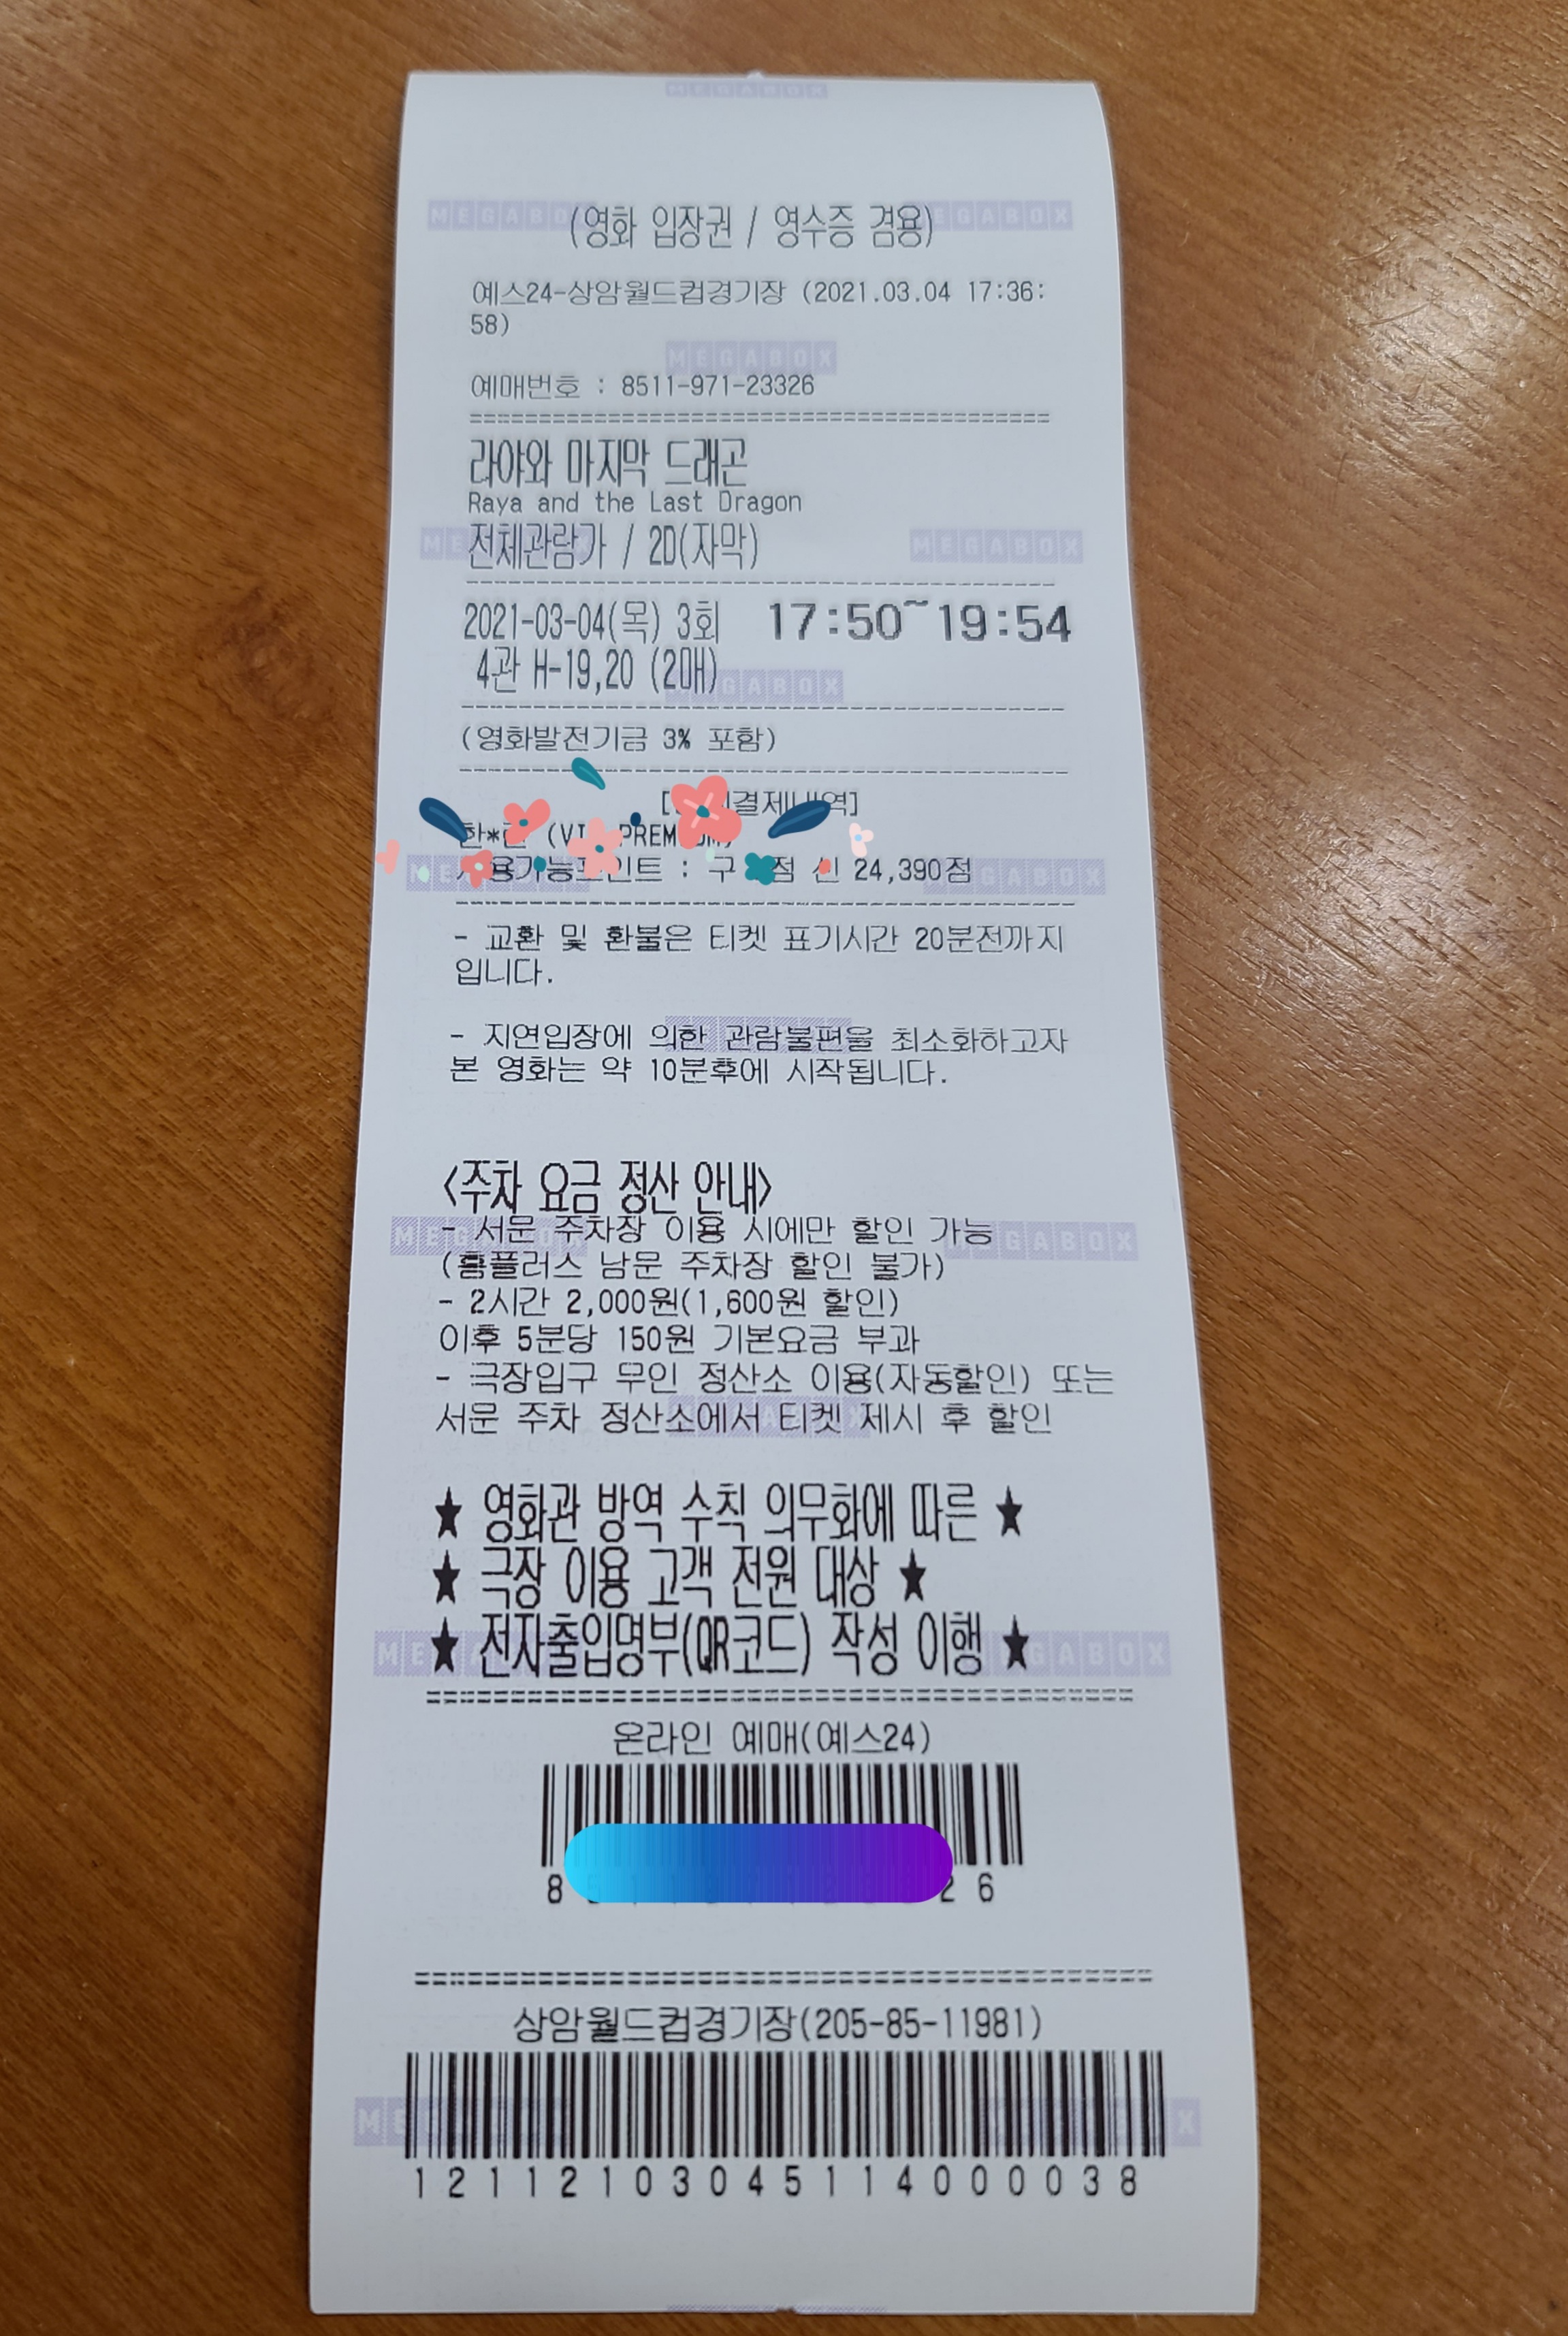 MEGABOX
(영화 입장권 / 영수증 겸용)
예스24-상암월드컵경기장 (2021.03.04 17:36:
58)
MEGABOX
예매번호 : 8511-971-23326
==========================================
라야와 마지막 드래곤
Raya and the Last Dragon
전체관람가 / 2D(자막)
MEGABOX
2021-03-04(목) 3회 17:50~19:54
4관 H-19,20 (2매)
(영화발전기금 3% 포함)
포인트 : 24,390점
- 교환 및 환불은 티켓 표기시간 20분전까지
입니다.
- 지연입장에 의한 관람불편을 최소화하고자
본 영화는 약 10분후에 시작됩니다.
<주차 요금 정산 안내>
- 서문 주차장 이용 시에만 할인 가능
(홈플러스 남문 주차장 할인 불가)
- 2시간 2,000원(1,600원 할인)
이후 5분당 150원 기본요금 부과
- 극장입구 무인 정산소 이용(자동할인) 또는
서문 주차 정산소에서 티켓 제시 후 할인
★ 영화관 방역 수칙 의무화에 따른 ★
★ 극장 이용 고객 전원 대상 ★
★ 전자출입명부(QR코드) 작성 이행 ★
온라인 예매(예스24)
8 2 6
상암월드컵경기장(205-85-11981)
12112103045114000038